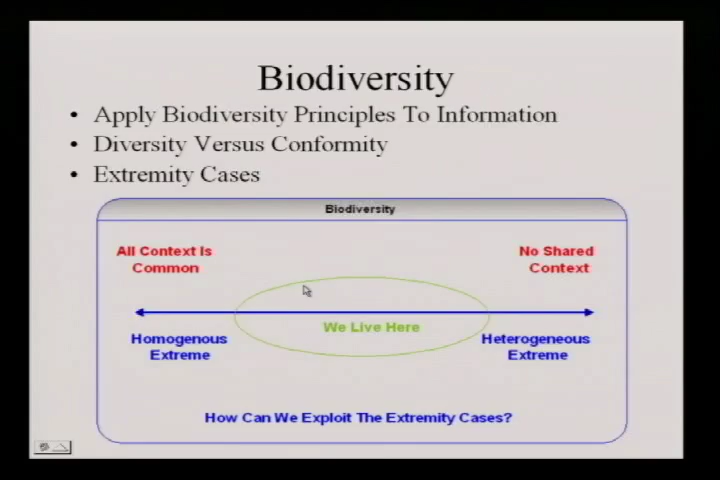 Biodiversity
• Apply Biodiversity Principles To Information
• Diversity Versus Conformity
• Extremity Cases
Biodiversity
All Context Is
Common
No Shared
Context
We Live Here
Homogenous
Extreme
Heterogeneous
Extreme
How Can We Exploit The Extremity Cases?